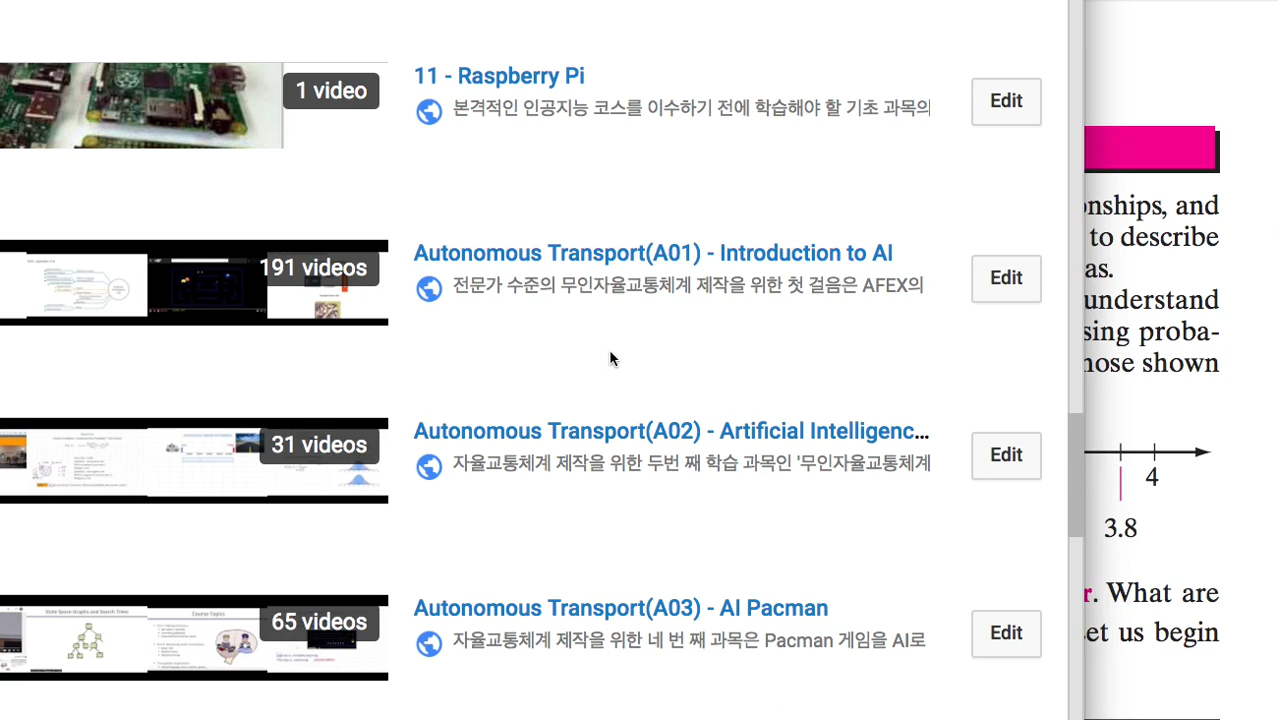 1 video
11 - Raspberry Pi
본격적인 인공지능 코스를 이수하기 전에 학습해야 할 기초 과목의
Edit
191 videos
Autonomous Transport(A01) - Introduction to AI
전문가 수준의 무인자율교통체계 제작을 위한 첫 걸음은 AFEX의
Edit
31 videos
Autonomous Transport(A02) - Artificial Intelligenc...
자율교통체계 제작을 위한 두번 째 학습 과목인 '무인자율교통체계
Edit
State Space Graphs and Search Trees
Course Topics
65 videos
Autonomous Transport(A03) - AI Pacman
자율교통체계 제작을 위한 네 번 째 과목은 Pacman 게임을 AI로
Edit
onships, and
to describe
as.
understand
sing proba-
hose shown
4
3.8
r. What are
et us begin